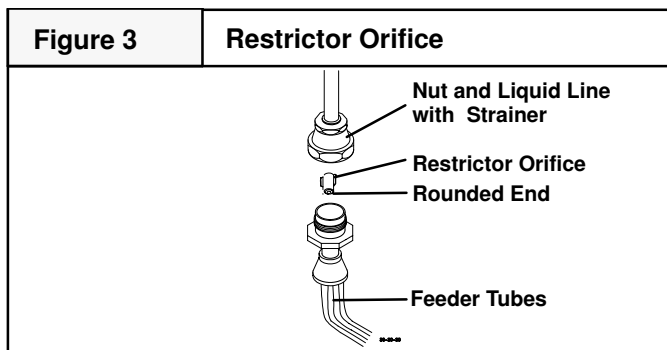 Figure 3
Restrictor Orifice
Nut and Liquid Line
with Strainer
Restrictor Orifice
Rounded End
Feeder Tubes